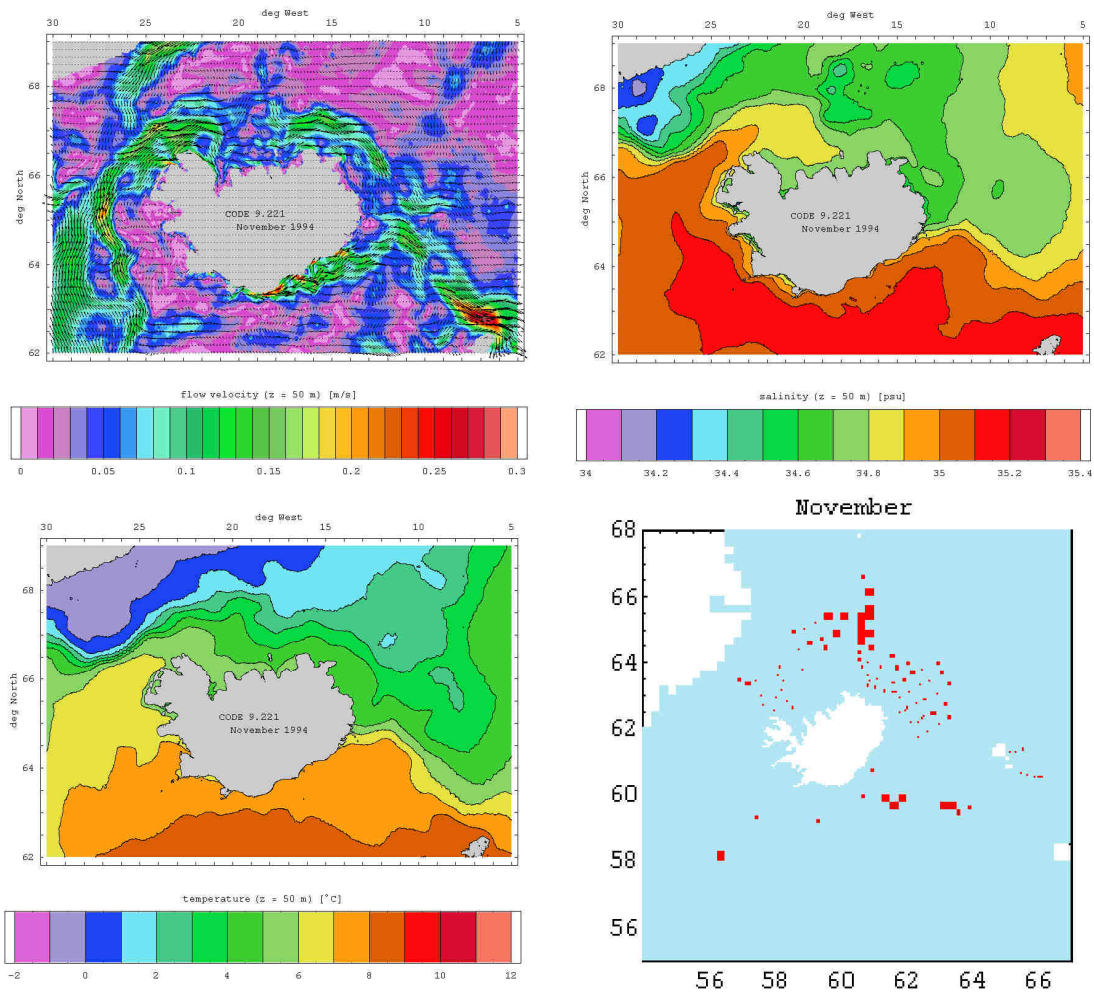 deg West
30 25 20 15 10 5
68
66
64
62
deg North
CODE 9.221
November 1994
flow velocity (z = 50 m) [m/s]
0 0.05 0.1 0.15 0.2 0.25 0.3
deg West
30 25 20 15 10 5
68
66
64
62
deg North
CODE 9.221
November 1994
salinity (z = 50 m) [psu]
34 34.2 34.4 34.6 34.8 35 35.2 35.4
deg West
30 25 20 15 10 5
68
66
64
62
deg North
CODE 9.221
November 1994
temperature (z = 50 m) [°C]
-2 0 2 4 6 8 10 12
November
68
66
64
62
60
58
56
56 58 60 62 64 66